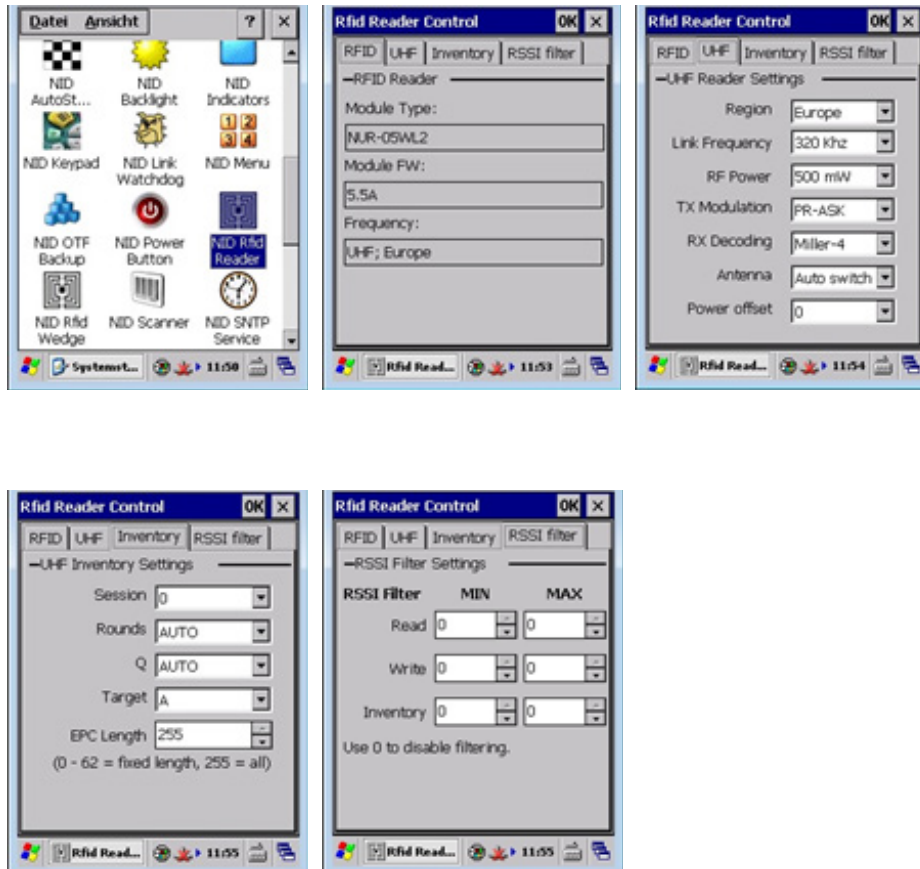 Datei Ansicht ? ×
NID AutoSt...
NID Backlight
NID Indicators
NID Keypad
NID Link Watchdog
NID Menu
NID OTF Backup
NID Power Button
NID Rfid Reader
NID Rfid Wedge
NID Scanner
NID SNTP Service
Systemst... 11:50
Rfid Reader Control OK ×
RFID UHF Inventory RSSI filter
RFID Reader
Module Type:
NUR-05WL2
Module FW:
5.5A
Frequency:
UHF; Europe
Rfid Read... 11:53
Rfid Reader Control OK ×
RFID UHF Inventory RSSI filter
UHF Reader Settings
Region Europe
Link Frequency 320 Khz
RF Power 500 mW
TX Modulation PR-ASK
RX Decoding Miller-4
Antenna Auto switch
Power offset 0
Rfid Read... 11:54
Rfid Reader Control OK ×
RFID UHF Inventory RSSI filter
UHF Inventory Settings
Session 0
Rounds AUTO
Q AUTO
Target A
EPC Length 255
(0 - 62 = fixed length, 255 = all)
Rfid Read... 11:55
Rfid Reader Control OK ×
RFID UHF Inventory RSSI filter
RSSI Filter Settings
RSSI Filter MIN MAX
Read 0 0
Write 0 0
Inventory 0 0
Use 0 to disable filtering.
Rfid Read... 11:55